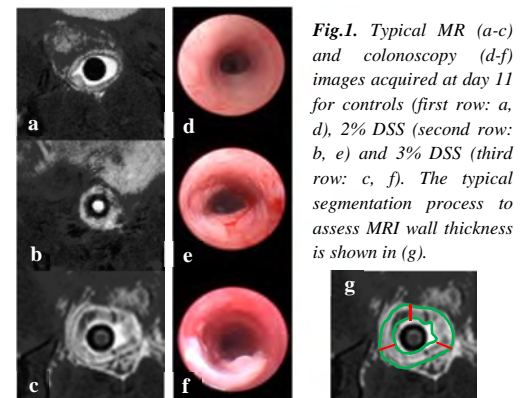 Fig.1. Typical MR (a-c)
and colonoscopy (d-f)
images acquired at day 11
for controls (first row: a,
d), 2% DSS (second row:
b, e) and 3% DSS (third
row: c, f). The typical
segmentation process to
assess MRI wall thickness
is shown in (g).
a
d
b
e
g
c
f